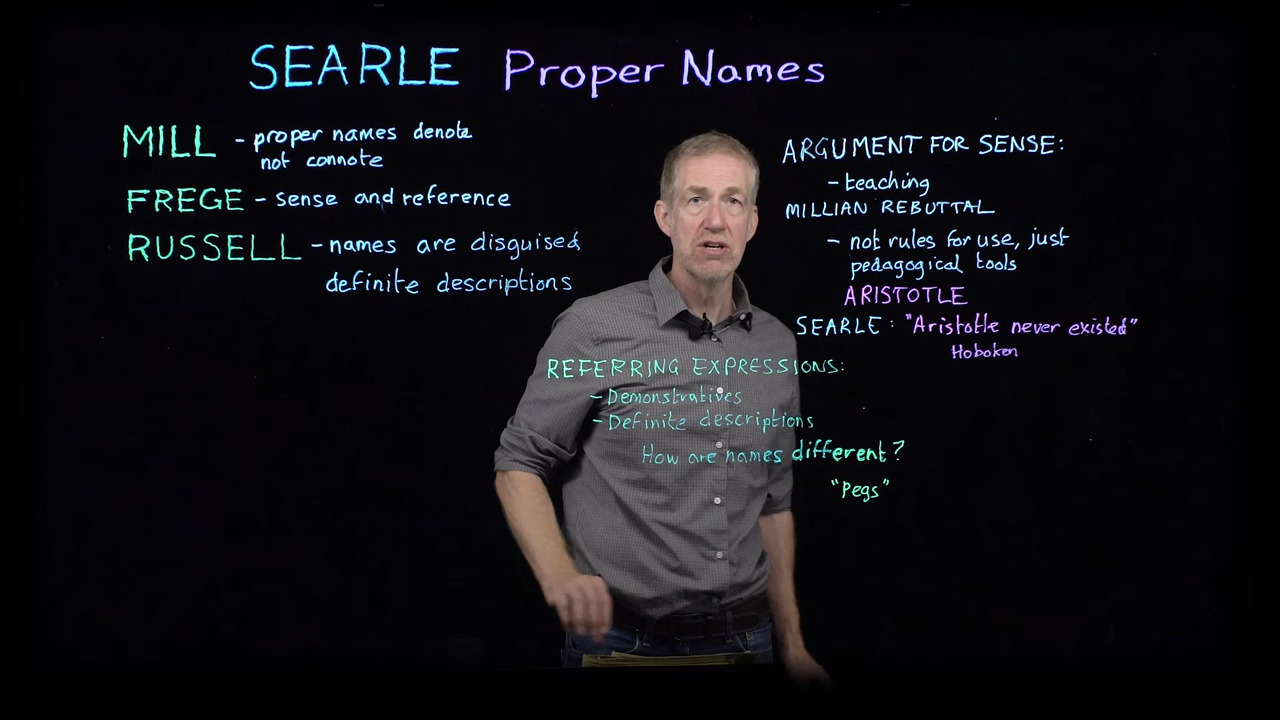 SEARLE Proper Names
MILL - proper names denote
not connote
FREGE - sense and reference
RUSSELL - names are disguised
definite descriptions
ARGUMENT FOR SENSE:
- teaching
MILLIAN REBUTTAL
- not rules for use, just
pedagogical tools
ARISTOTLE
SEARLE: "Aristotle never existed"
Hoboken
REFERRING EXPRESSIONS:
- Demonstratives
- Definite descriptions
How are names different?
"Pegs"